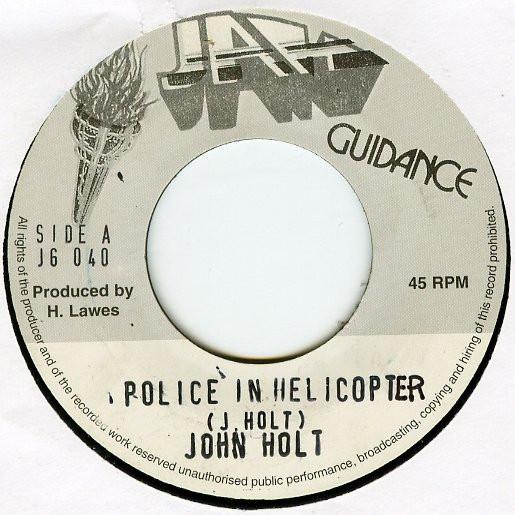 JAH
GUIDANCE
SIDE A
JG 040
Produced by
H. Lawes
45 RPM
POLICE IN HELICOPTER
(J. HOLT)
JOHN HOLT
All rights of the producer and of the recorded work reserved unauthorised public performance, broadcasting, copying and hiring of this record prohibited.